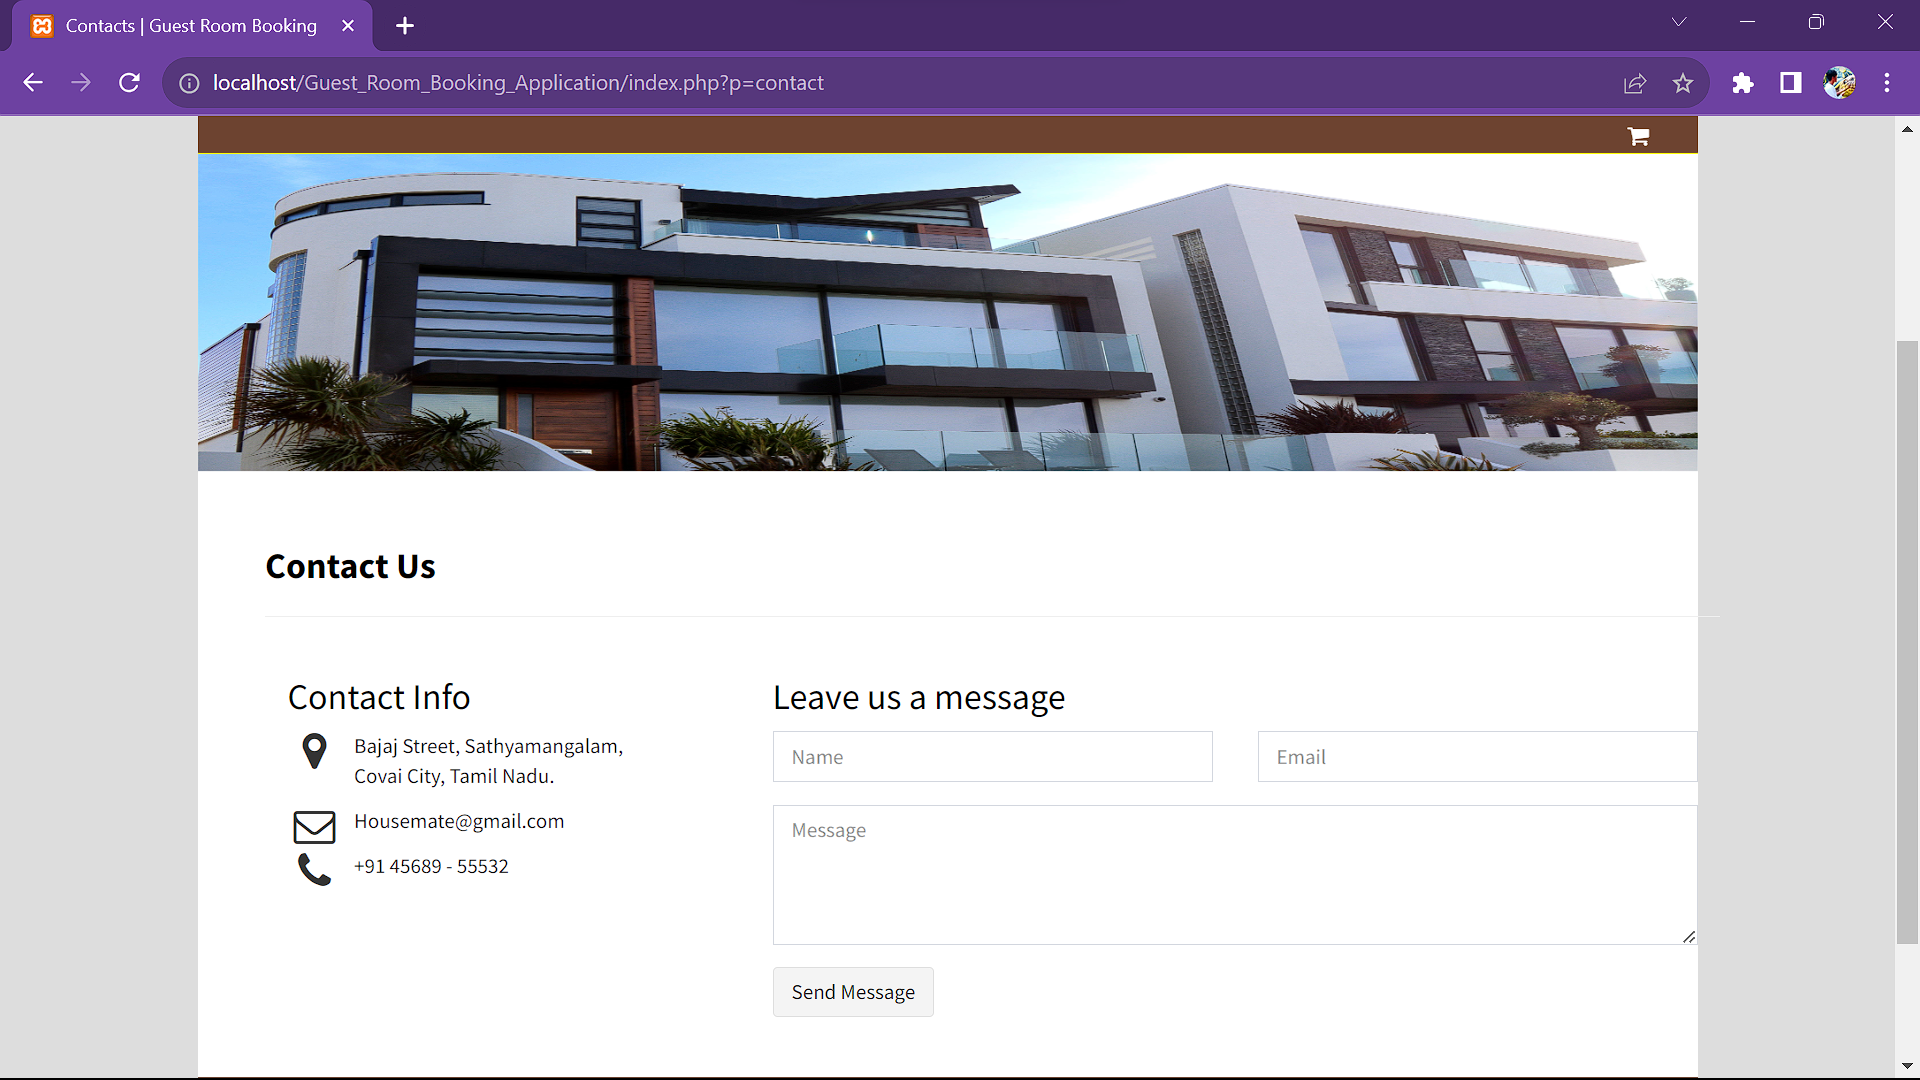 Contacts | Guest Room Booking
localhost/Guest_Room_Booking_Application/index.php?p=contact
Contact Us
Contact Info
Bajaj Street, Sathyamangalam,
Covai City, Tamil Nadu.
Housemate@gmail.com
+91 45689 - 55532
Leave us a message
Name
Email
Message
Send Message